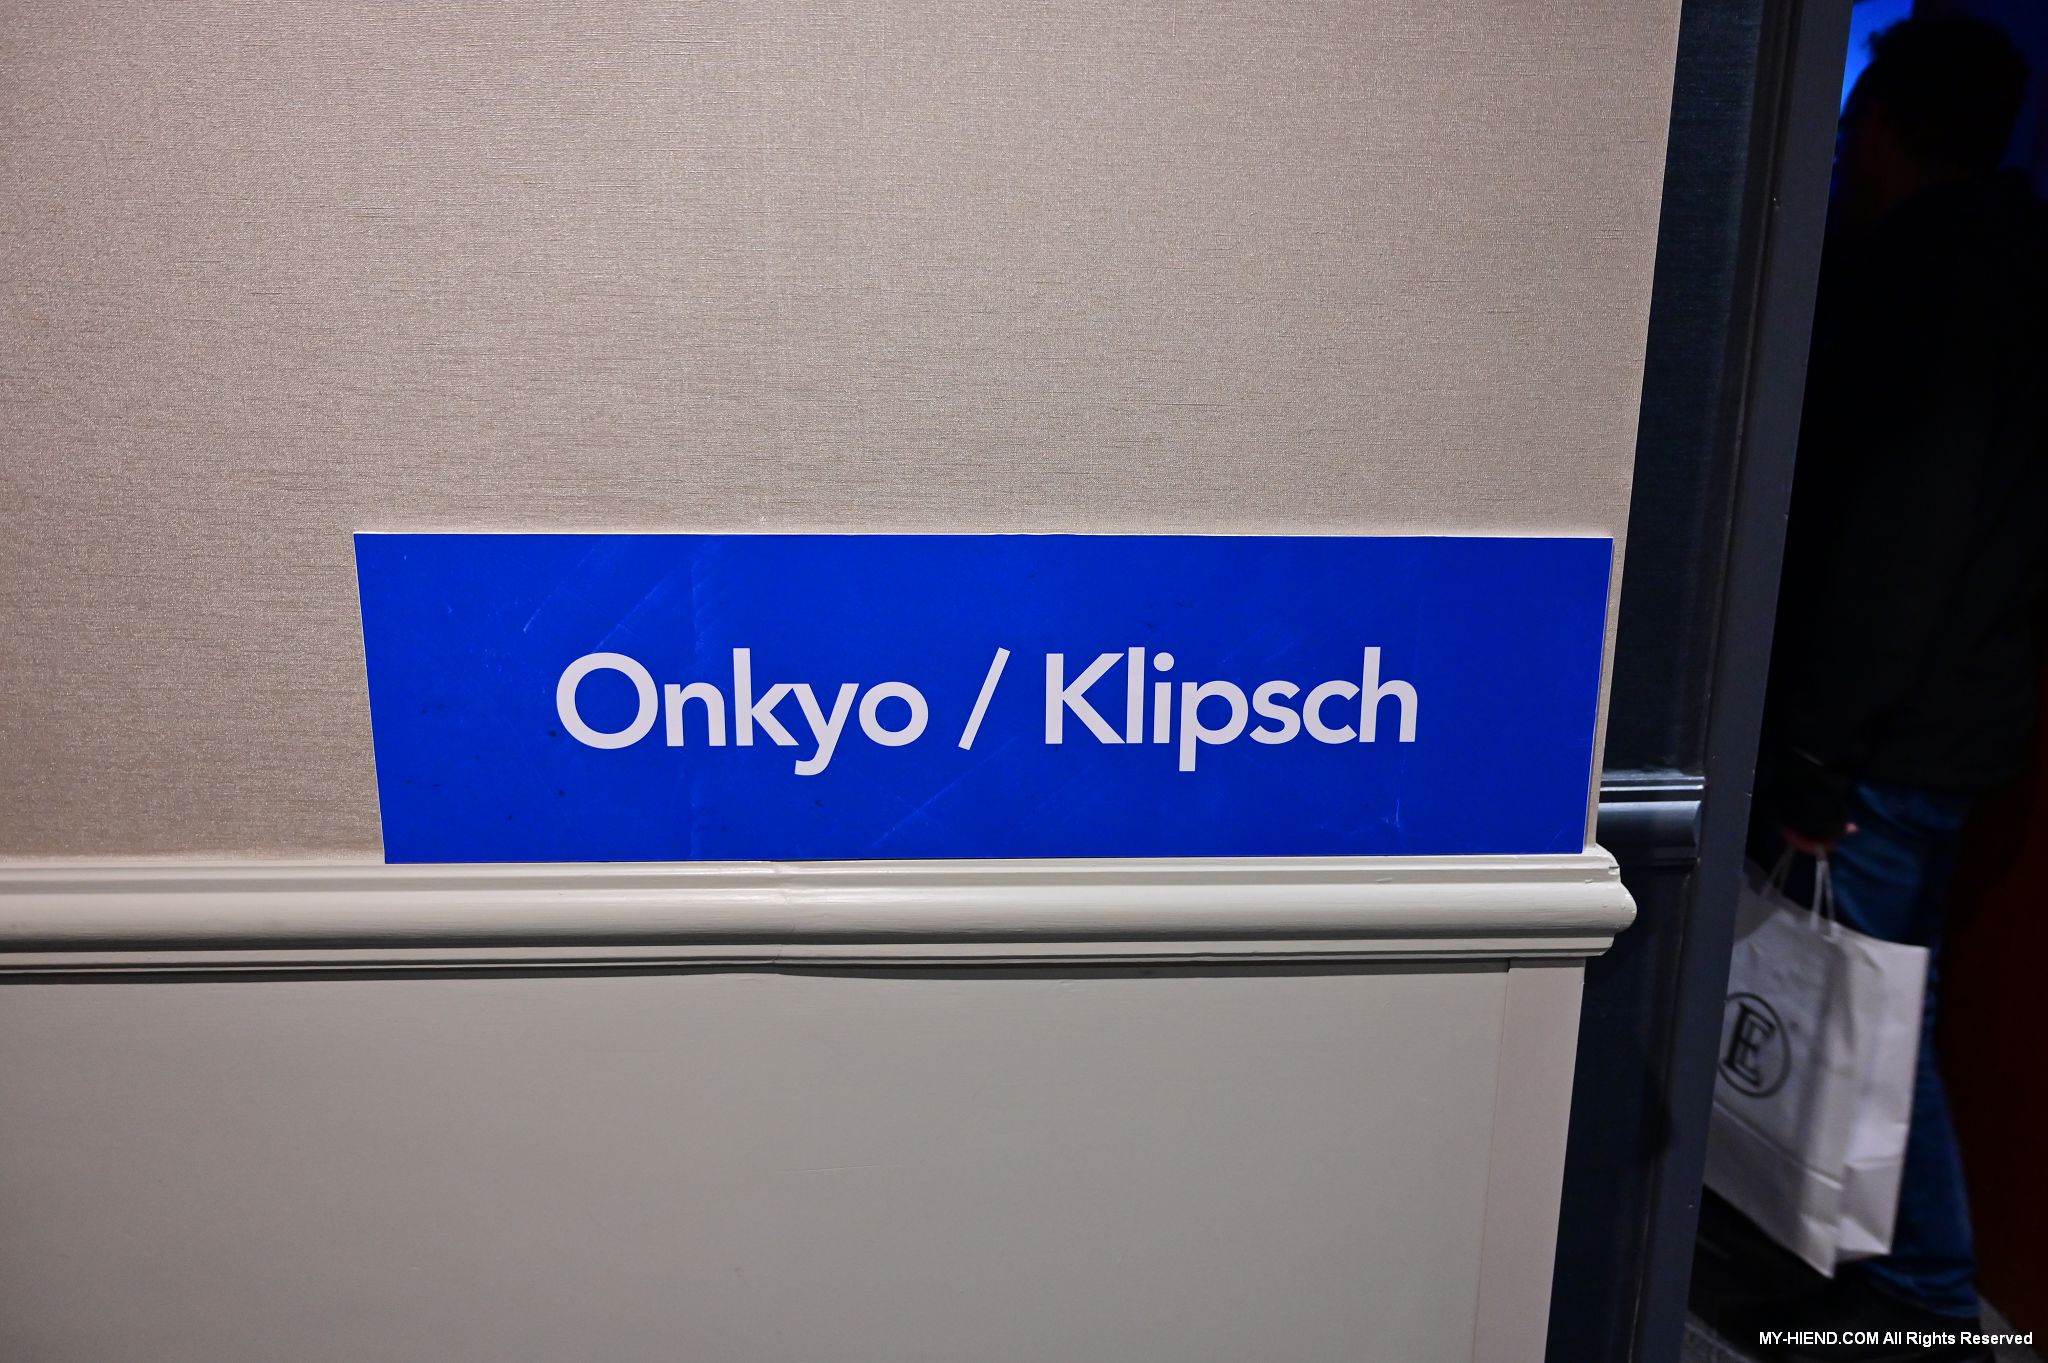 Onkyo / Klipsch
E
MY-HIEND.COM All Rights Reserved